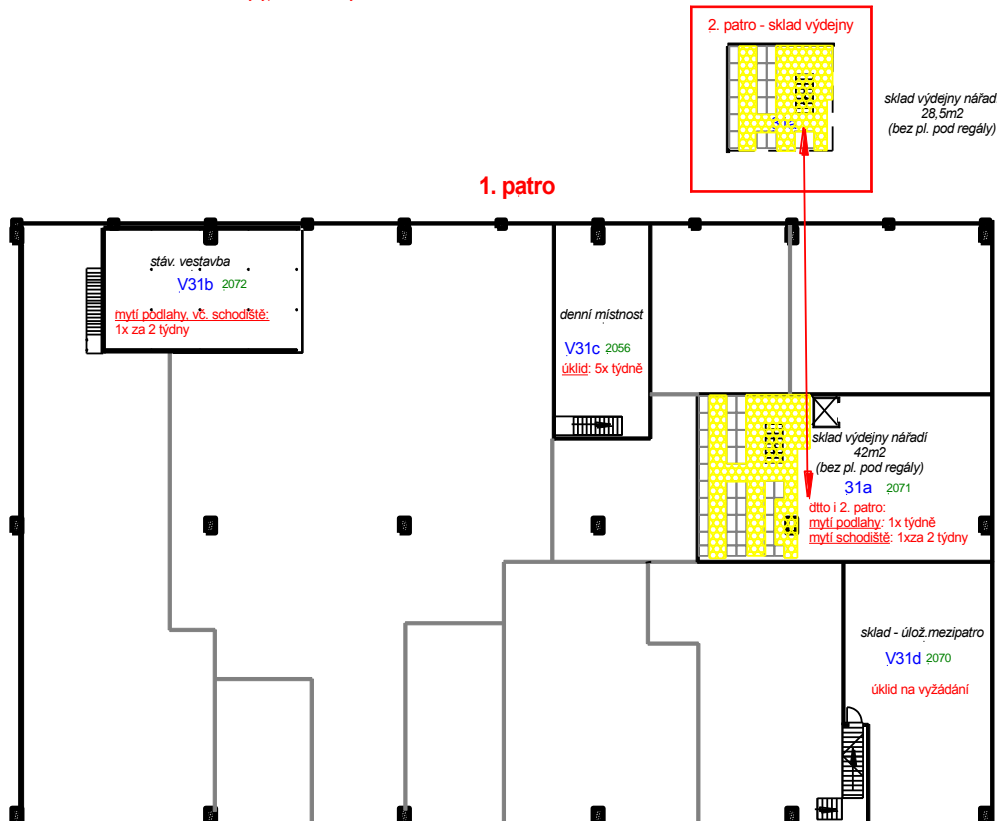 2. patro - sklad výdejny
sklad výdejny nářad
28,5m2
(bez pl. pod regály)
1. patro
stáv. vestavba
V31b 2072
mytí podlahy, vč. schodiště:
1x za 2 týdny
denní místnost
V31c 2056
úklid: 5x týdně
sklad výdejny nářadí
42m2
(bez pl. pod regály)
31a 2071
dtto i 2. patro:
mytí podlahy: 1x týdně
mytí schodiště: 1xza 2 týdny
sklad - úlož.mezipatro
V31d 2070
úklid na vyžádání